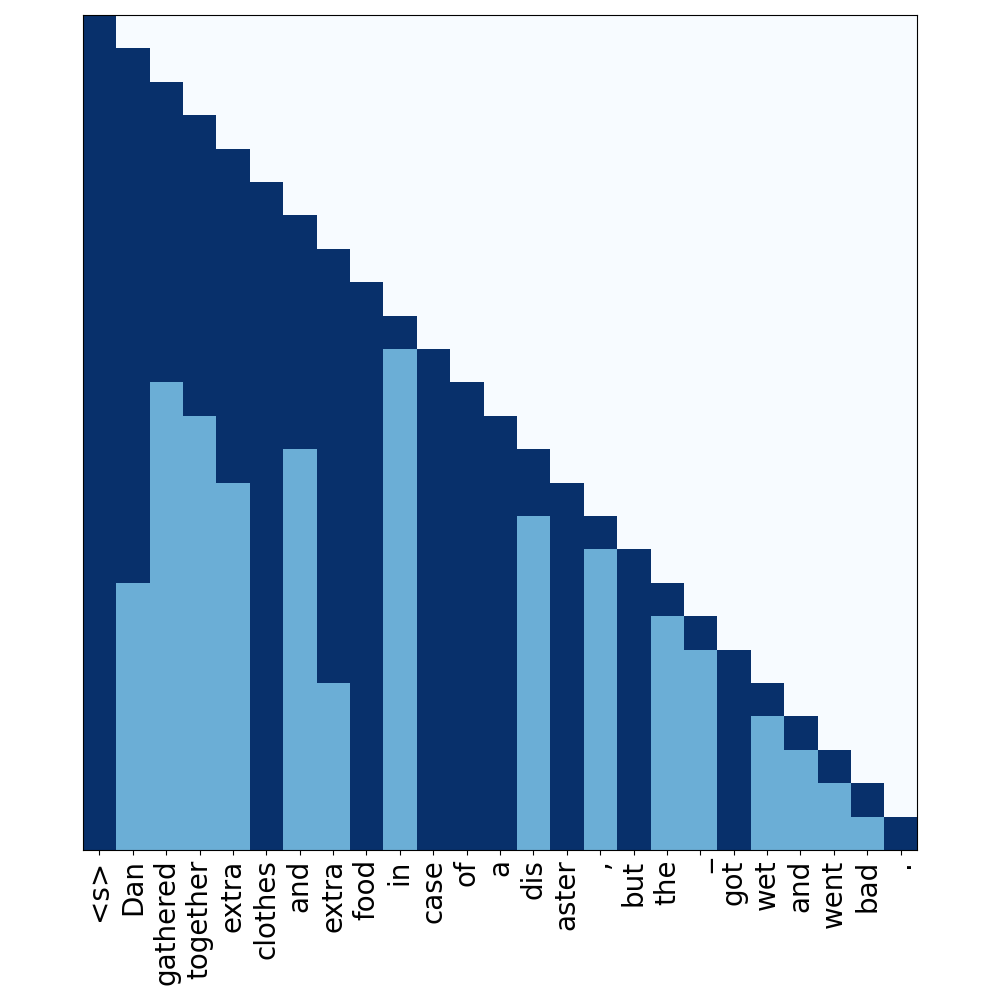 <s>
Dan
gathered
together
extra
clothes
and
extra
food
in
case
of
a
dis
aster
,
but
the
_
got
wet
and
went
bad
.